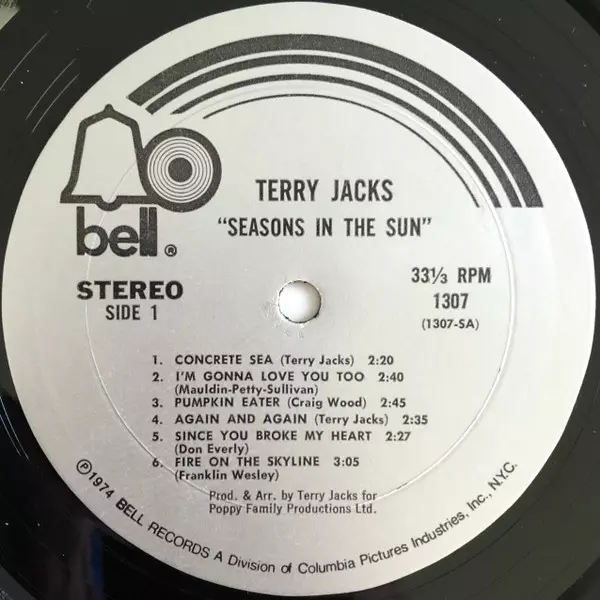 bell®
TERRY JACKS
"SEASONS IN THE SUN"
STEREO
SIDE 1
33⅓ RPM
1307
(1307-SA)
1. CONCRETE SEA (Terry Jacks) 2:20
2. I'M GONNA LOVE YOU TOO 2:40
(Mauldin-Petty-Sullivan)
3. PUMPKIN EATER (Craig Wood) 2:45
4. AGAIN AND AGAIN (Terry Jacks) 2:35
5. SINCE YOU BROKE MY HEART 2:27
(Don Everly)
6. FIRE ON THE SKYLINE 3:05
(Franklin Wesley)
Prod. & Arr. by Terry Jacks for
Poppy Family Productions Ltd.
℗1974 BELL RECORDS A Division of Columbia Pictures Industries, Inc., N.Y.C.